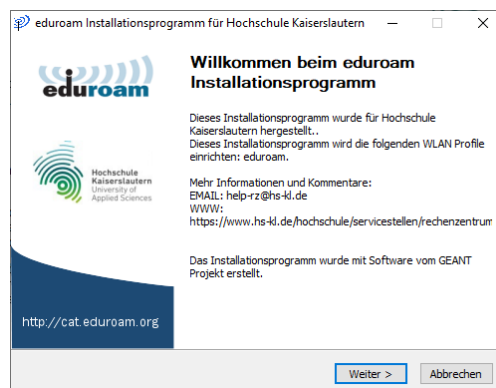 eduroam Installationsprogramm für Hochschule Kaiserslautern
eduroam
Hochschule
Kaiserslautern
University of
Applied Sciences
http://cat.eduroam.org
Willkommen beim eduroam
Installationsprogramm
Dieses Installationsprogramm wurde für Hochschule
Kaiserslautern hergestellt..
Dieses Installationsprogramm wird die folgenden WLAN Profile
einrichten: eduroam.
Mehr Informationen und Kommentare:
EMAIL: help-rz@hs-kl.de
WWW:
https://www.hs-kl.de/hochschule/servicestellen/rechenzentrum
Das Installationsprogramm wurde mit Software vom GEANT
Projekt erstellt.
Weiter >
Abbrechen